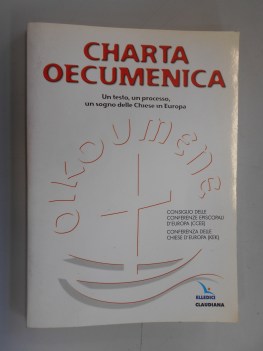 CHARTA
OECUMENICA
Un testo, un processo,
un sogno delle Chiese in Europa
OIKOUMENE
CONSIGLIO DELLE
CONFERENZE EPISCOPALI
D'EUROPA (CCEE)
CONFERENZA DELLE
CHIESE D'EUROPA (KEK)
ELLEDICI
CLAUDIANA